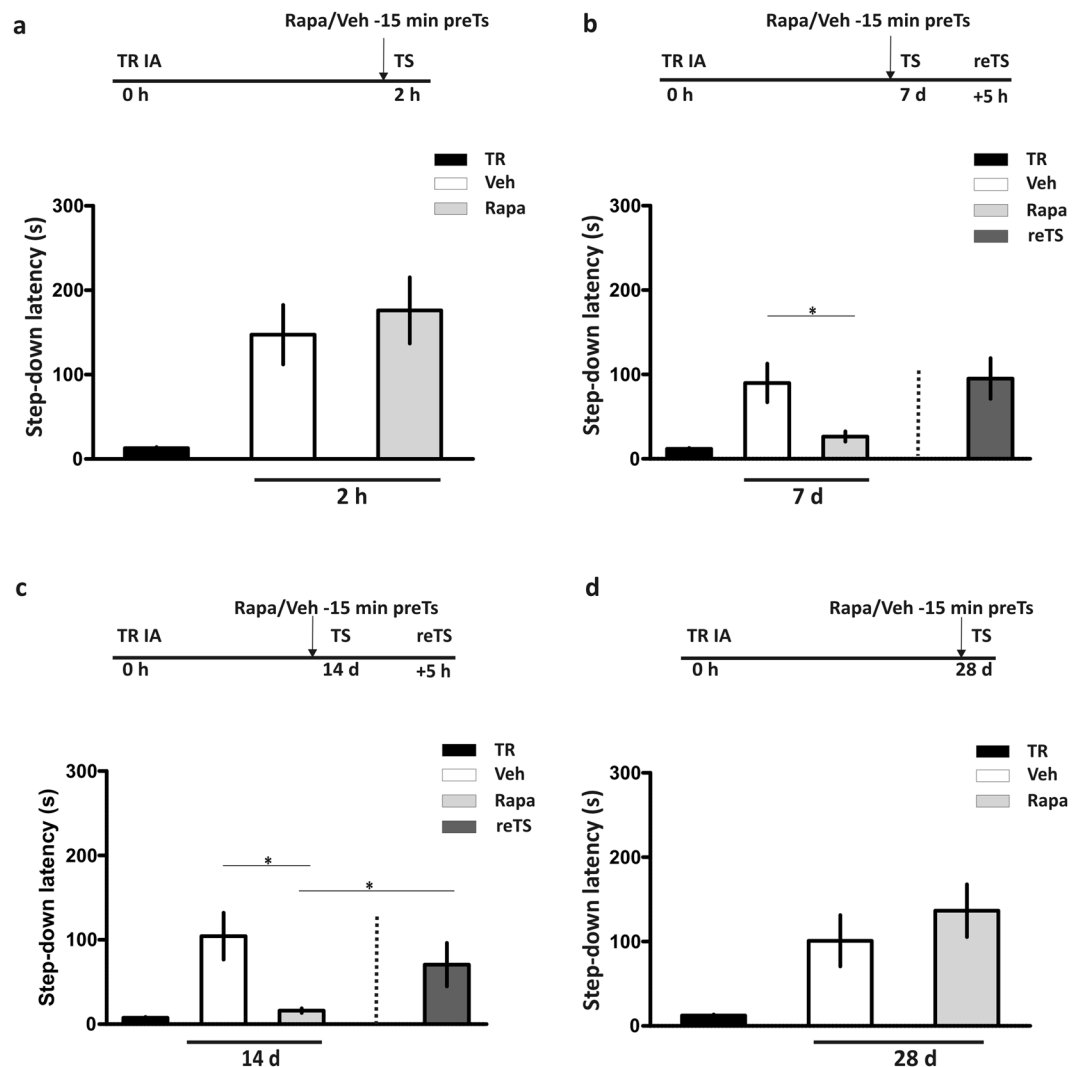 a
Rapa/Veh -15 min preTs
TR IA
TS
0 h
2 h
TR
Veh
Rapa
Step-down latency (s)
300
200
100
0
2 h
b
Rapa/Veh -15 min preTs
TR IA
TS
reTS
0 h
7 d
+5 h
TR
Veh
Rapa
reTS
Step-down latency (s)
300
200
100
0
*
7 d
c
Rapa/Veh -15 min preTs
TR IA
TS
reTS
0 h
14 d
+5 h
TR
Veh
Rapa
reTS
Step-down latency (s)
300
200
100
0
*
*
14 d
d
Rapa/Veh -15 min preTs
TR IA
TS
0 h
28 d
TR
Veh
Rapa
Step-down latency (s)
300
200
100
0
28 d